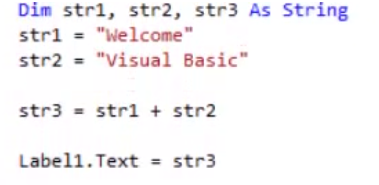 Dim str1, str2, str3 As String
str1 = "Welcome"
str2 = "Visual Basic"
str3 = str1 + str2
Label1.Text = str3